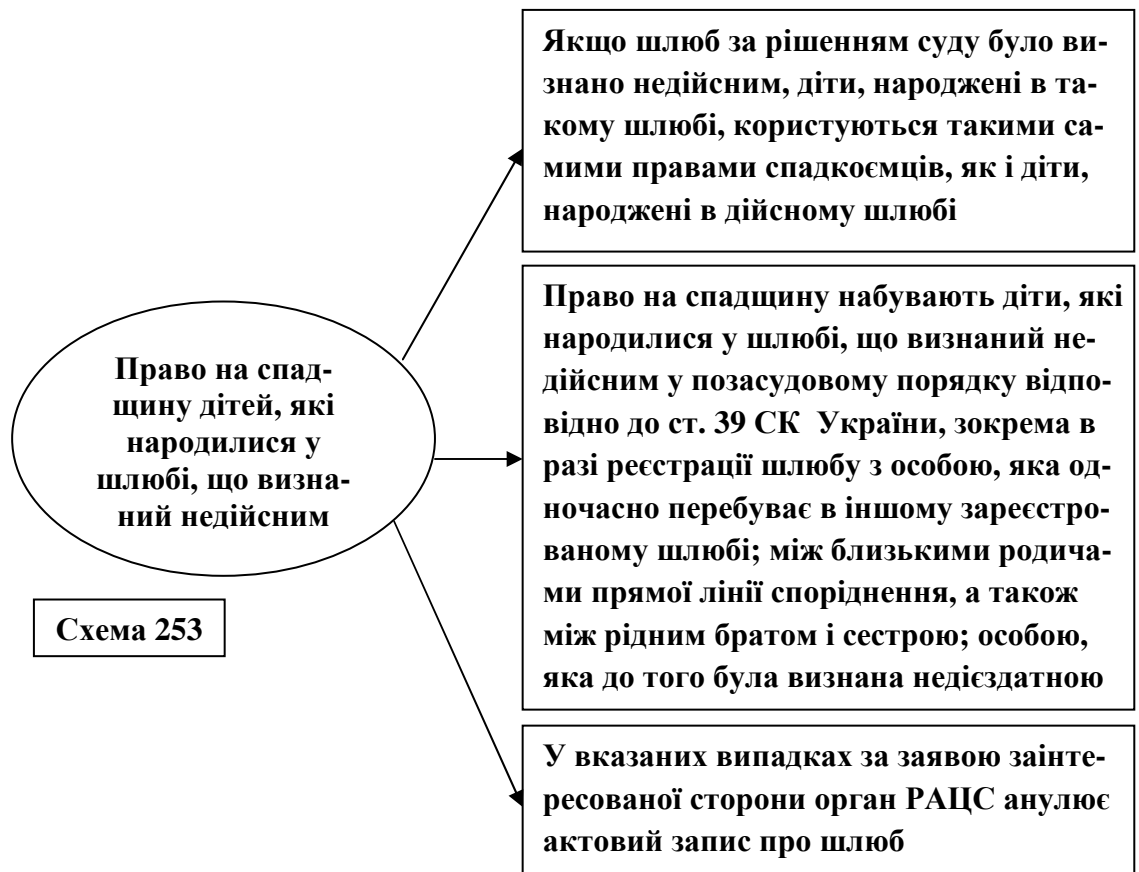 Якщо шлюб за рішенням суду було ви-
знано недійсним, діти, народжені в та-
кому шлюбі, користуються такими са-
мими правами спадкоємців, як і діти,
народжені в дійсному шлюбі
Право на спадщину набувають діти, які
народилися у шлюбі, що визнаний не-
дійсним у позасудовому порядку відпо-
відно до ст. 39 СК  України, зокрема в
разі реєстрації шлюбу з особою, яка од-
ночасно перебуває в іншому зареєстро-
ваному шлюбі; між близькими родича-
ми прямої лінії споріднення, а також
між рідним братом і сестрою; особою,
яка до того була визнана недієздатною
Право на спад-
щину дітей, які
народилися у
шлюбі, що визна-
ний недійсним
Схема 253
У вказаних випадках за заявою заінте-
ресованої сторони орган РАЦС анулює
актовий запис про шлюб